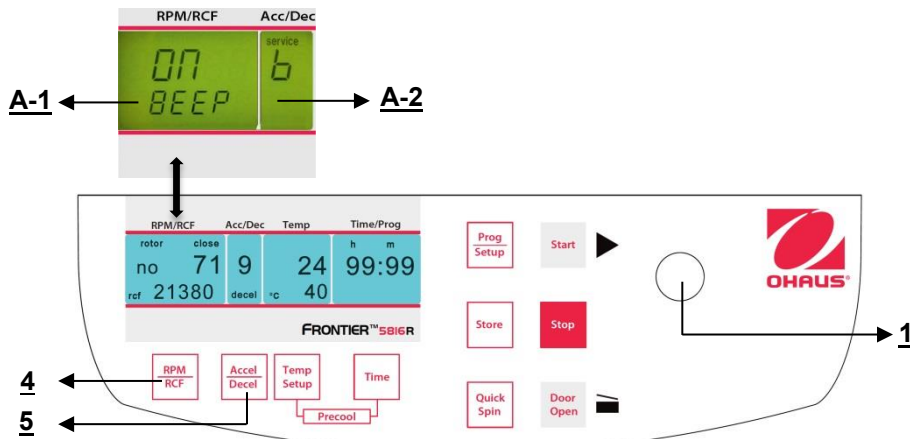 RPM/RCF Acc/Dec
service
ON b
BEEP
A-1 A-2
RPM/RCF Acc/Dec Temp Time/Prog
rotor close h m
no 71 9 24 99:99
rcf 21380 decel °C 40
FRONTIER™ 5816R
RPM Accel Temp Time
RCF Decel Setup
Precool
4
5
Prog Start
Setup
Store Stop
Quick Door
Spin Open
OHAUS®
1